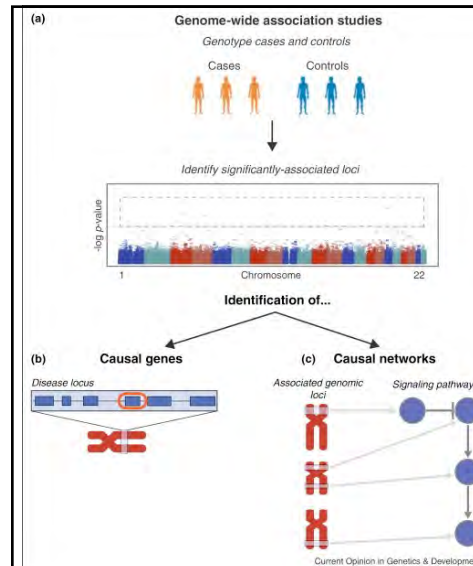 (a)
Genome-wide association studies
Genotype cases and controls
Cases
Controls
Identify significantly-associated loci
-log p-value
1
Chromosome
22
Identification of...
(b)
Causal genes
Disease locus
(c)
Causal networks
Associated genomic
loci
Signaling pathway
Current Opinion in Genetics & Developme